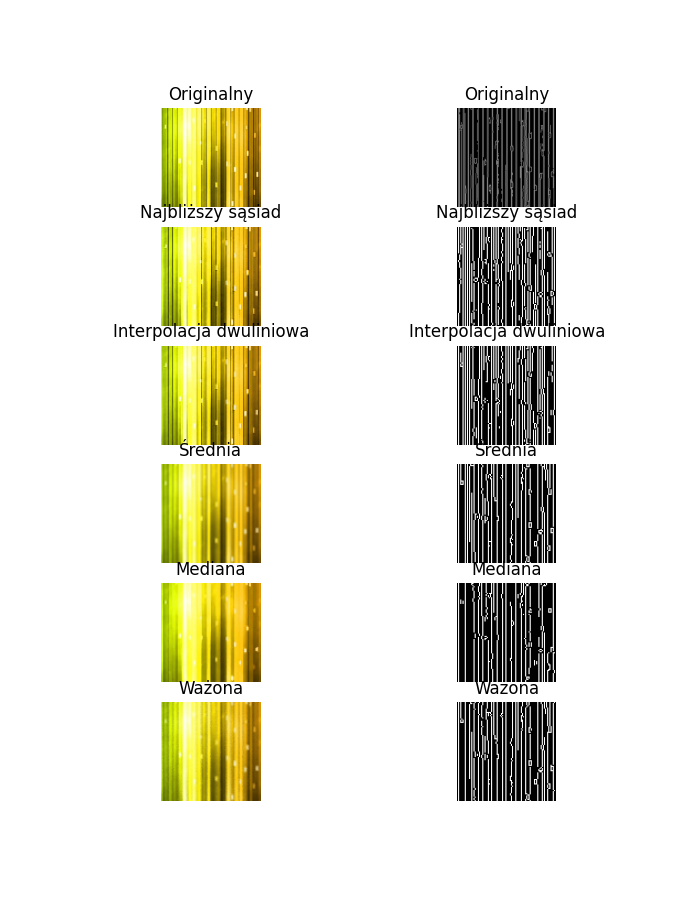 Originalny Originalny
Najbliższy sąsiad Najbliższy sąsiad
Interpolacja dwuliniowa Interpolacja dwuliniowa
Średnia Średnia
Mediana Mediana
Ważona Ważona